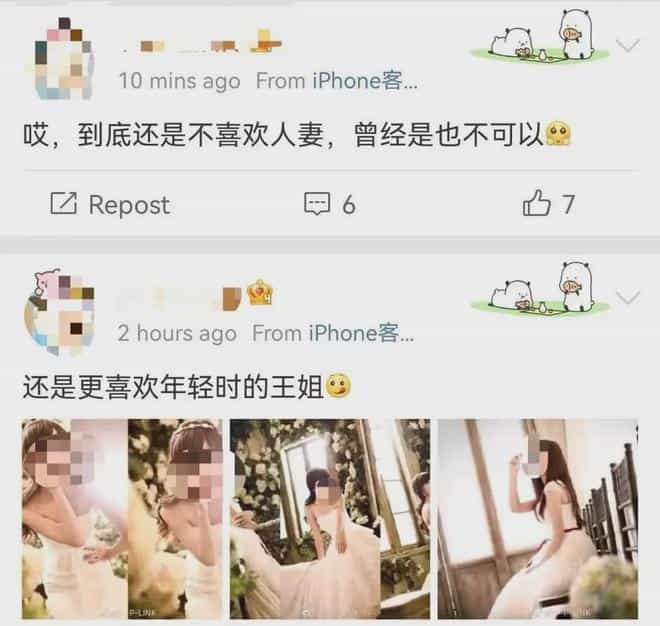 10 mins ago From iPhone客...
哎，到底还是不喜欢人妻，曾经是也不可以
Repost 6 7
2 hours ago From iPhone客...
还是更喜欢年轻时的王姐
P-LINK